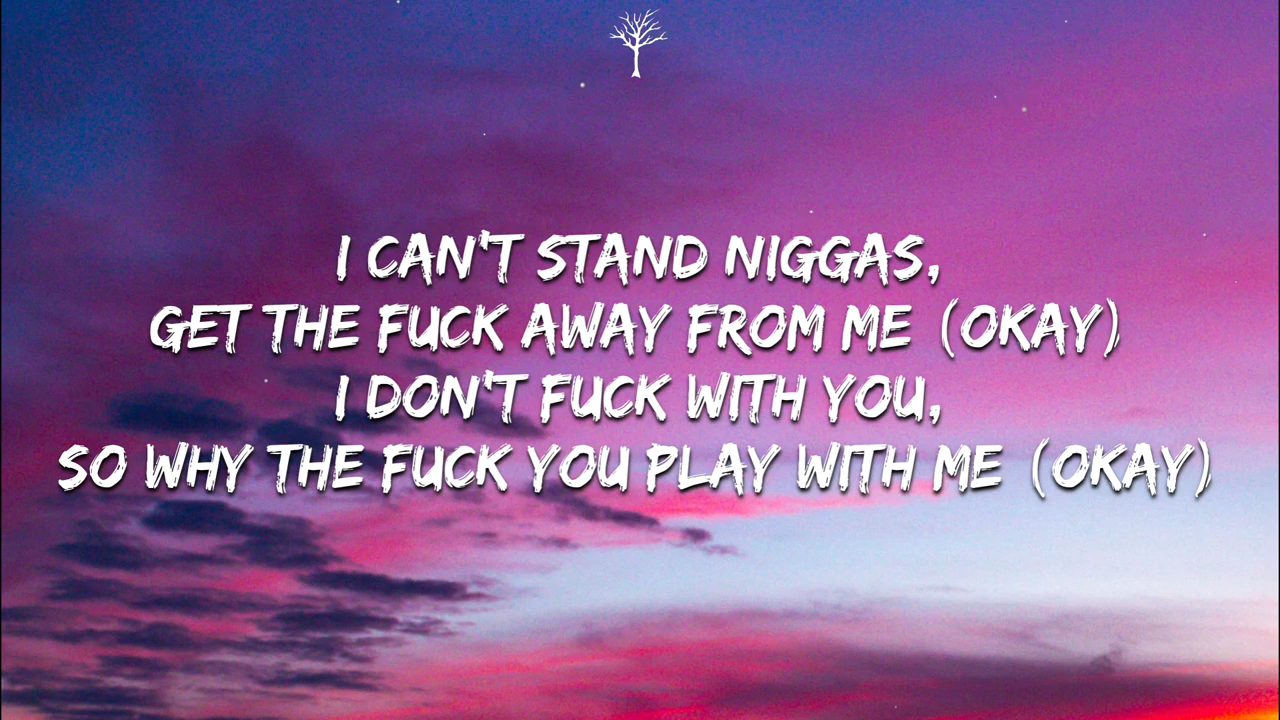 I CAN'T STAND NIGGAS,
GET THE FUCK AWAY FROM ME (OKAY)
I DON'T FUCK WITH YOU,
SO WHY THE FUCK YOU PLAY WITH ME (OKAY)